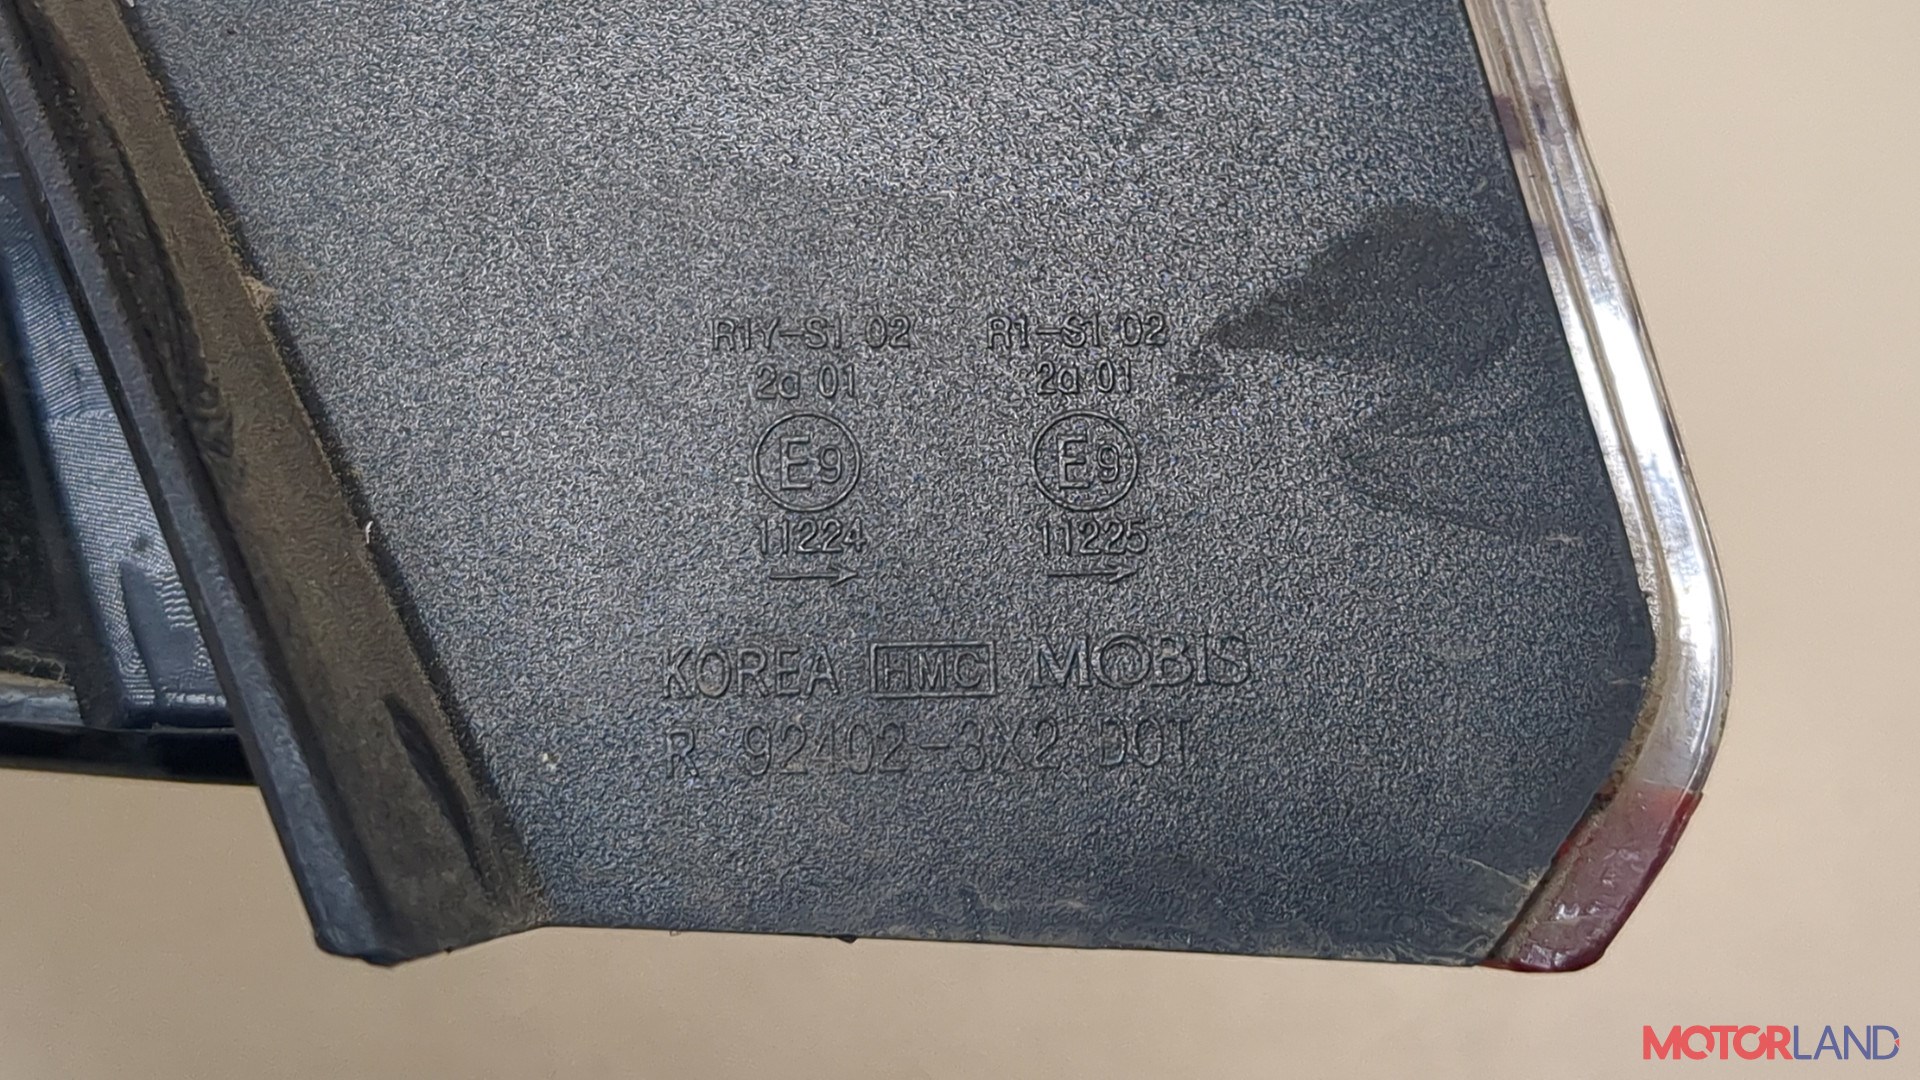 R1Y-S1 02 R1-S1 02
2a 01 2a 01
E9 E9
11224 11225
→ →
KOREA HMC MOBIS
R 92402-3X2 DOT
MOTORLAND